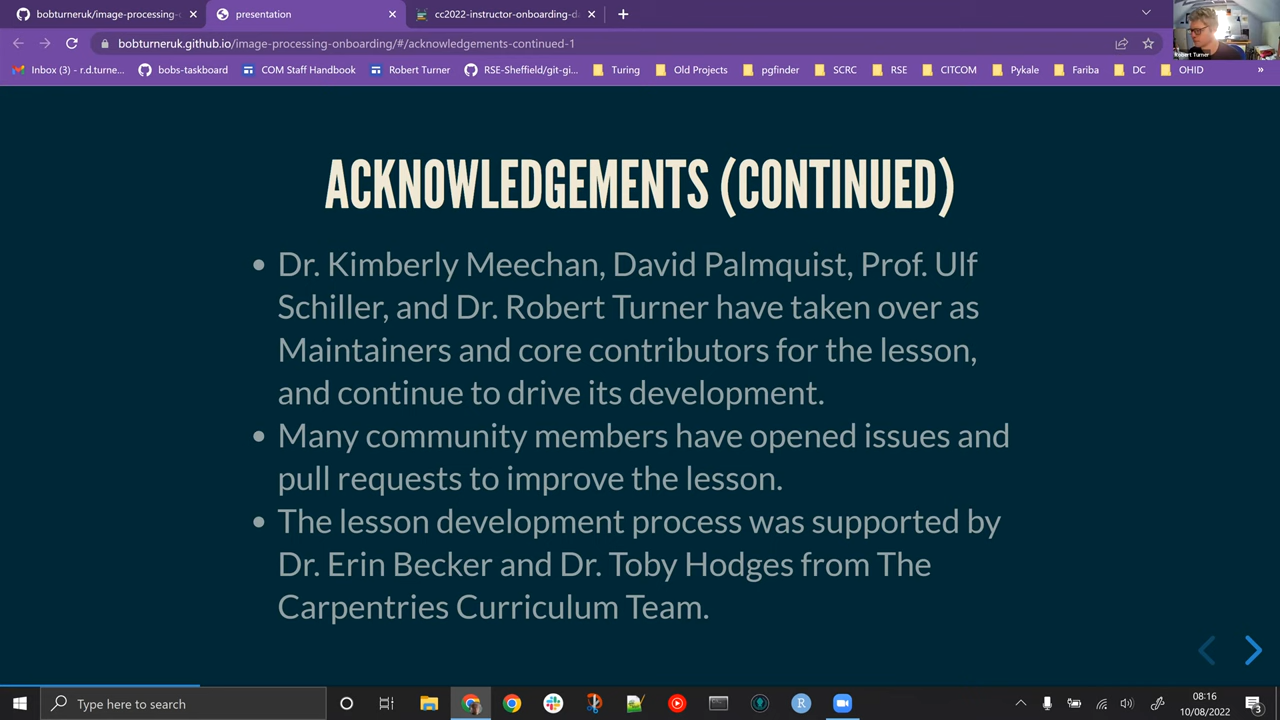 bobturneruk/image-processing-
presentation
cc2022-instructor-onboarding-d
bobturneruk.github.io/image-processing-onboarding/#/acknowledgements-continued-1
Robert Turner
Inbox (3) - r.d.turne...
bobs-taskboard
COM Staff Handbook
Robert Turner
RSE-Sheffield/git-gi...
Turing
Old Projects
pgfinder
SCRC
RSE
CITCOM
Pykale
Fariba
DC
OHID
»
ACKNOWLEDGEMENTS (CONTINUED)
• Dr. Kimberly Meechan, David Palmquist, Prof. Ulf
Schiller, and Dr. Robert Turner have taken over as
Maintainers and core contributors for the lesson,
and continue to drive its development.
• Many community members have opened issues and
pull requests to improve the lesson.
• The lesson development process was supported by
Dr. Erin Becker and Dr. Toby Hodges from The
Carpentries Curriculum Team.
Type here to search
R
08:16
10/08/2022
3